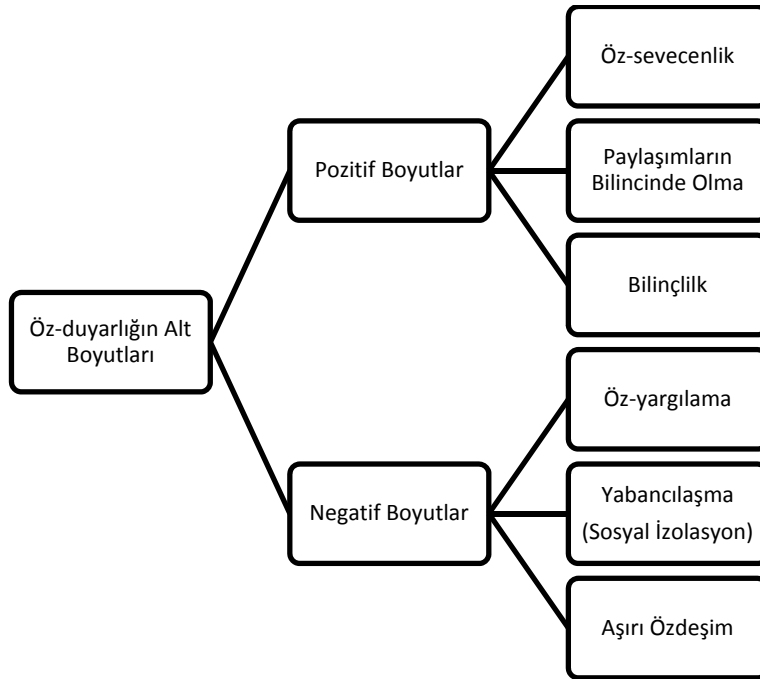 Öz-duyarlığın Alt
Boyutları
Pozitif Boyutlar
Öz-sevecenlik
Paylaşımların
Bilincinde Olma
Bilinçlilk
Negatif Boyutlar
Öz-yargılama
Yabancılaşma
(Sosyal İzolasyon)
Aşırı Özdeşim